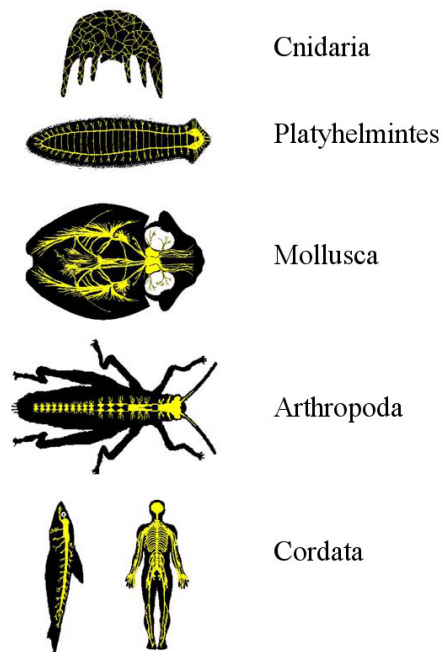 Cnidaria
Platyhelmintes
Mollusca
Arthropoda
Cordata